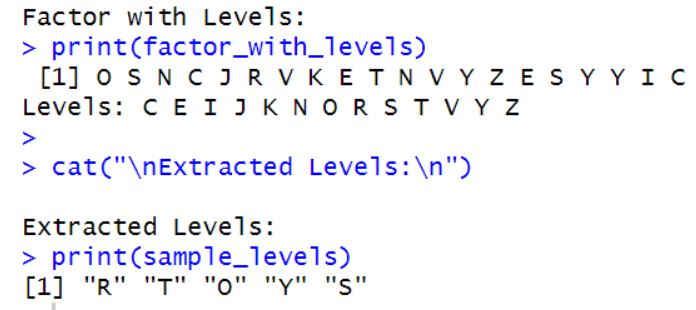 Factor with Levels:
> print(factor_with_levels)
 [1] O S N C J R V K E T N V Y Z E S Y Y I C
Levels: C E I J K N O R S T V Y Z
>
> cat("\nExtracted Levels:\n")

Extracted Levels:
> print(sample_levels)
[1] "R" "T" "O" "Y" "S"